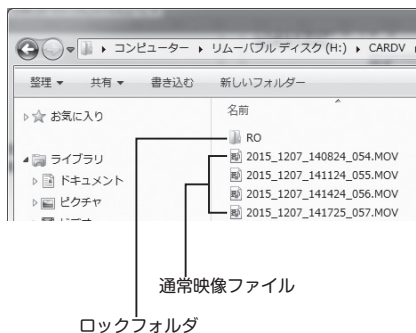 コンピューター ▸ リムーバブル ディスク (H:) ▸ CARDV
整理 ▼ 共有 ▼ 書き込む 新しいフォルダー
お気に入り
ライブラリ
ドキュメント
ピクチャ
名前
RO
2015_1207_140824_054.MOV
2015_1207_141124_055.MOV
2015_1207_141424_056.MOV
2015_1207_141725_057.MOV
通常映像ファイル
ロックフォルダ